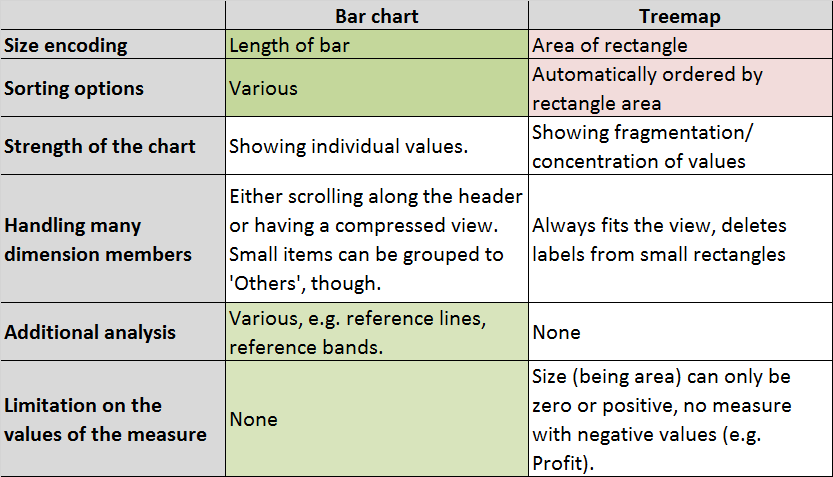 Bar chart
Treemap
Size encoding
Length of bar
Area of rectangle
Sorting options
Various
Automatically ordered by
rectangle area
Strength of the chart
Showing individual values.
Showing fragmentation/
concentration of values
Handling many
dimension members
Either scrolling along the header
or having a compressed view.
Small items can be grouped to
'Others', though.
Always fits the view, deletes
labels from small rectangles
Additional analysis
Various, e.g. reference lines,
reference bands.
None
Limitation on the
values of the measure
None
Size (being area) can only be
zero or positive, no measure
with negative values (e.g.
Profit).